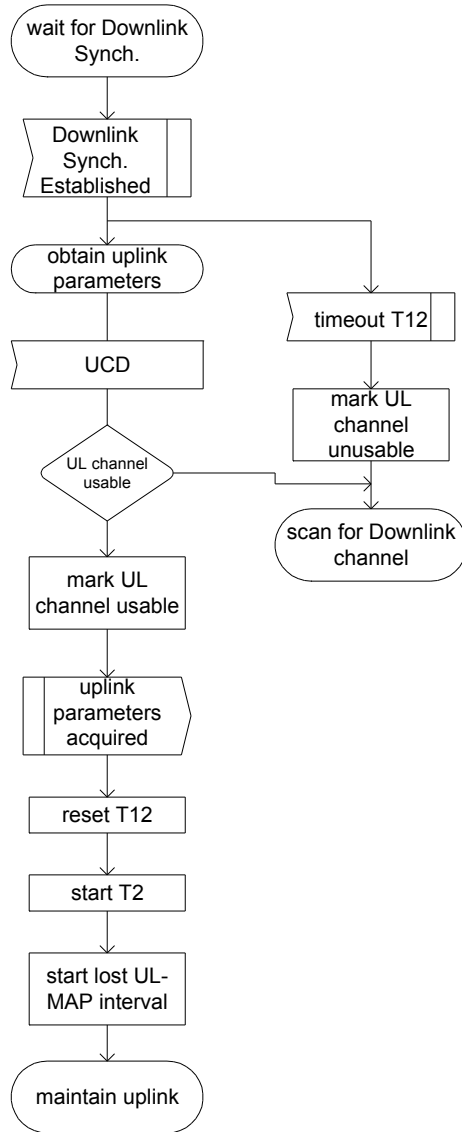 wait for Downlink
Synch.
Downlink
Synch.
Established
obtain uplink
parameters
timeout T12
UCD
mark UL
channel
unusable
UL channel
usable
scan for Downlink
channel
mark UL
channel usable
uplink
parameters
acquired
reset T12
start T2
start lost UL-
MAP interval
maintain uplink